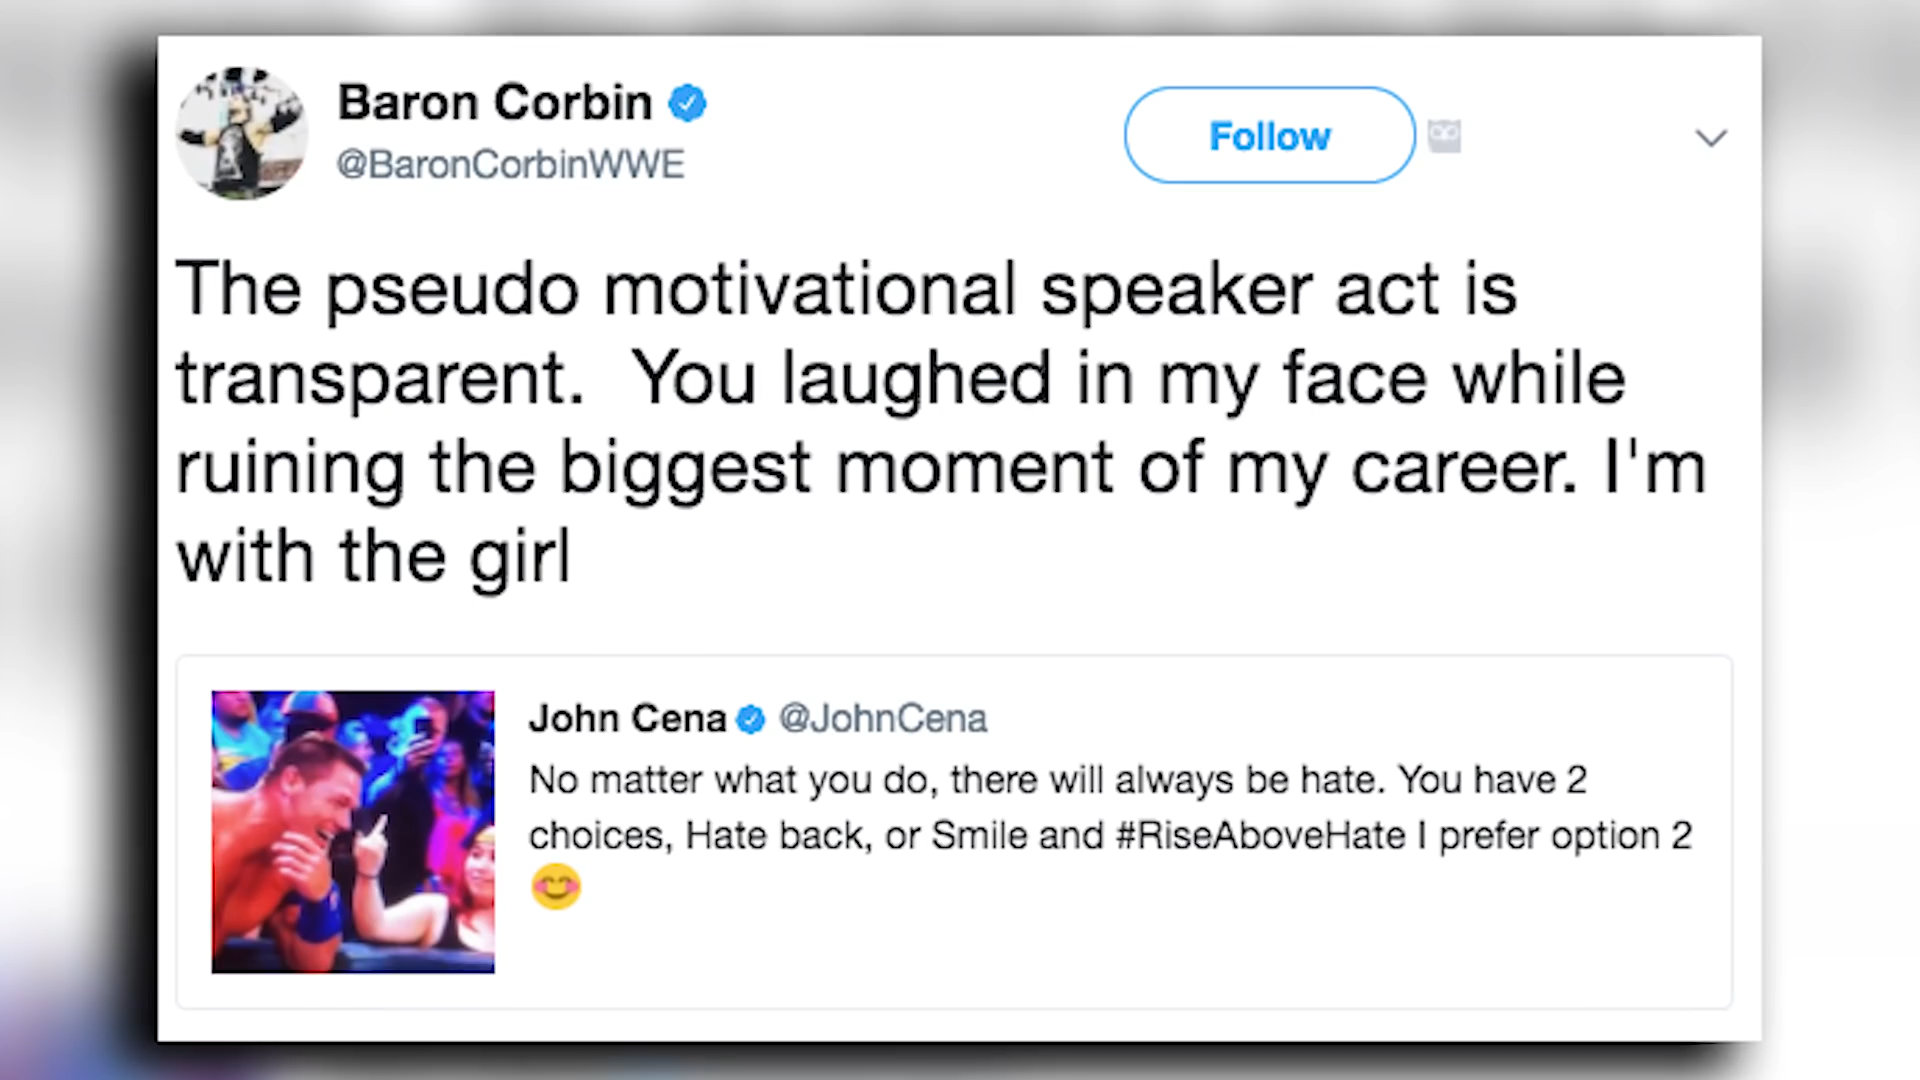 Baron Corbin
@BaronCorbinWWE
Follow
The pseudo motivational speaker act is
transparent.  You laughed in my face while
ruining the biggest moment of my career. I'm
with the girl
John Cena @JohnCena
No matter what you do, there will always be hate. You have 2
choices, Hate back, or Smile and #RiseAboveHate I prefer option 2
😊